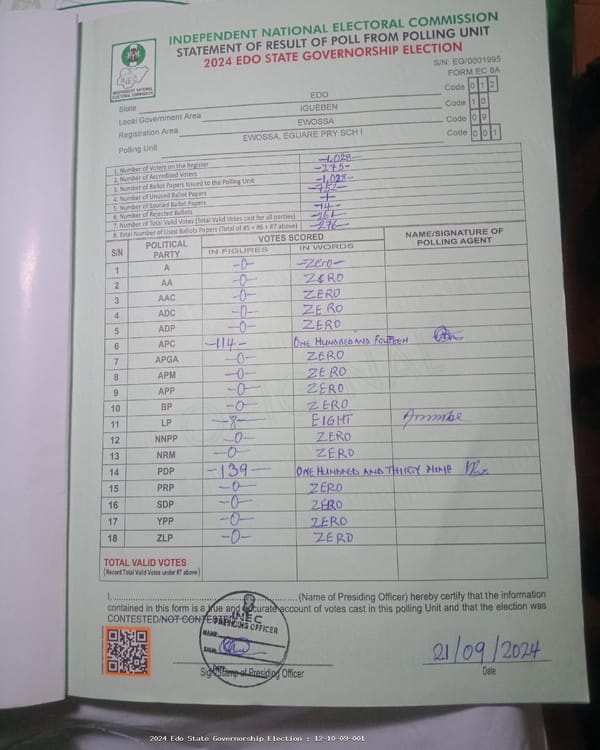 INDEPENDENT NATIONAL ELECTORAL COMMISSION
STATEMENT OF RESULT OF POLL FROM POLLING UNIT
2024 EDO STATE GOVERNORSHIP ELECTION
S/N: EG/0001995
FORM EC 8A
INDEPENDENT NATIONAL ELECTORAL COMMISSION
State EDO Code 0 1 2
Local Government Area IGUEBEN Code 1 0
Registration Area EWOSSA Code 0 9
Polling Unit EWOSSA, EGUARE PRY SCH I Code 0 0 1
1. Number of Voters on the Register -1,028-
2. Number of Accredited Voters -275-
3. Number of Ballot Papers Issued to the Polling Unit -1,028-
4. Number of Unused Ballot Papers -752-
5. Number of Spoiled Ballot Papers -1-
6. Number of Rejected Ballots -14-
7. Number of Total Valid Votes (Total Valid Votes cast for all parties) -261-
8. Total Number of Used Ballots Papers (Total of #5 + #6 + #7 above) -276-
S/N POLITICAL PARTY VOTES SCORED NAME/SIGNATURE OF POLLING AGENT
IN FIGURES IN WORDS
1 A -0- -Zero-
2 AA -0- ZERO
3 AAC -0- ZERO
4 ADC -0- ZERO
5 ADP -0- ZERO
6 APC -114- ONE HUNDRED AND FOUTEEN
7 APGA -0- ZERO
8 APM -0- ZERO
9 APP -0- ZERO
10 BP -0- ZERO
11 LP -8- EIGHT
12 NNPP -0- ZERO
13 NRM -0- ZERO
14 PDP -139- ONE HUNDRED AND THIRTY NINE
15 PRP -0- ZERO
16 SDP -0- ZERO
17 YPP -0- ZERO
18 ZLP -0- ZERO
TOTAL VALID VOTES
(Record Total Valid Votes under #7 above)
I, (Name of Presiding Officer) hereby certify that the information
contained in this form is a true and accurate account of votes cast in this polling Unit and that the election was
CONTESTED/NOT CONTESTED
INEC
PRESIDING OFFICER
NAME:
SIGN:
DATE:
21/09/2024
Sign/Stamp of Presiding Officer
Date
2024 Edo State Governorship Election : 12-10-09-001